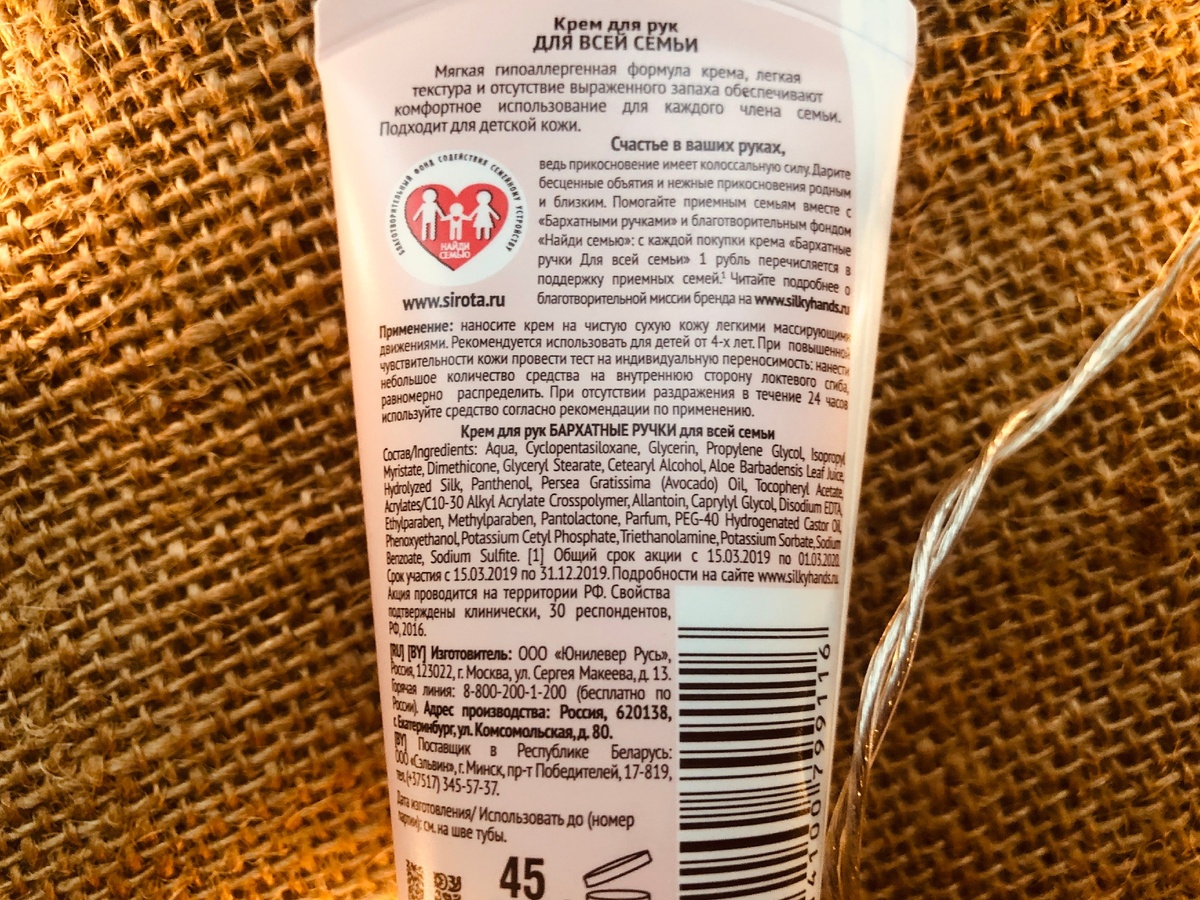 Крем для рук
ДЛЯ ВСЕЙ СЕМЬИ
Мягкая гипоаллергенная формула крема, легкая
текстура и отсутствие выраженного запаха обеспечивают
комфортное использование для каждого члена семьи.
Подходит для детской кожи.
БЛАГОТВОРИТЕЛЬНЫЙ ФОНД СОДЕЙСТВИЯ СЕМЕЙНОМУ УСТРОЙСТВУ
НАЙДИ
СЕМЬЮ
www.sirota.ru
Счастье в ваших руках,
ведь прикосновение имеет колоссальную силу. Дарите
бесценные объятия и нежные прикосновения родным
и близким. Помогайте приемным семьям вместе с
«Бархатными ручками» и благотворительным фондом
«Найди семью»: с каждой покупки крема «Бархатные
ручки Для всей семьи» 1 рубль перечисляется в
поддержку приемных семей.¹ Читайте подробнее о
благотворительной миссии бренда на www.silkyhands.ru
Применение: наносите крем на чистую сухую кожу легкими массирующими
движениями. Рекомендуется использовать для детей от 4-х лет. При повышенной
чувствительности кожи провести тест на индивидуальную переносимость: нанести
небольшое количество средства на внутреннюю сторону локтевого сгиба,
равномерно распределить. При отсутствии раздражения в течение 24 часов
используйте средство согласно рекомендации по применению.
Крем для рук БАРХАТНЫЕ РУЧКИ для всей семьи
Состав/Ingredients: Aqua, Cyclopentasiloxane, Glycerin, Propylene Glycol, Isopropyl
Myristate, Dimethicone, Glyceryl Stearate, Cetearyl Alcohol, Aloe Barbadensis Leaf Juice,
Hydrolyzed Silk, Panthenol, Persea Gratissima (Avocado) Oil, Tocopheryl Acetate,
Acrylates/C10-30 Alkyl Acrylate Crosspolymer, Allantoin, Caprylyl Glycol, Disodium EDTA,
Ethylparaben, Methylparaben, Pantolactone, Parfum, PEG-40 Hydrogenated Castor Oil,
Phenoxyethanol, Potassium Cetyl Phosphate, Triethanolamine, Potassium Sorbate, Sodium
Benzoate, Sodium Sulfite. [1] Общий срок акции с 15.03.2019 по 01.03.2020.
Срок участия с 15.03.2019 по 31.12.2019. Подробности на сайте www.silkyhands.ru
Акция проводится на территории РФ. Свойства
подтверждены клинически, 30 респондентов,
РФ, 2016.
[RU] [BY] Изготовитель: ООО «Юнилевер Русь»,
Россия, 123022, г. Москва, ул. Сергея Макеева, д. 13.
Горячая линия: 8-800-200-1-200 (бесплатно по
России). Адрес производства: Россия, 620138,
г. Екатеринбург, ул. Комсомольская, д. 80.
[BY] Поставщик в Республике Беларусь:
ООО «Сэльвин», г. Минск, пр-т Победителей, 17-819,
тел. (+37517) 345-57-37.
Дата изготовления/ Использовать до (номер
партии): см. на шве тубы.
45